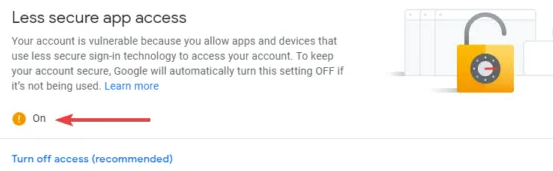 Less secure app access
Your account is vulnerable because you allow apps and devices that
use less secure sign-in technology to access your account. To keep
your account secure, Google will automatically turn this setting OFF if
it's not being used. Learn more
On
Turn off access (recommended)